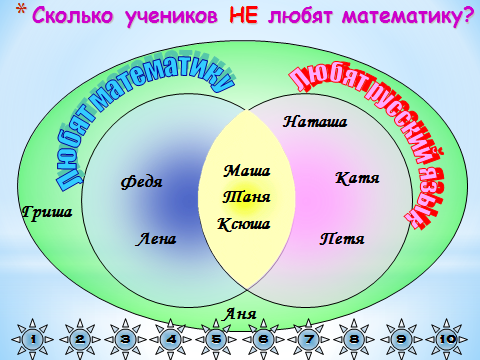 * Сколько учеников НЕ любят математику?
Любят математику
Любят русский язык
Наташа
Маша
Федя
Катя
Таня
Гриша
Ксюша
Лена
Петя
Аня
1 2 3 4 5 6 7 8 9 10